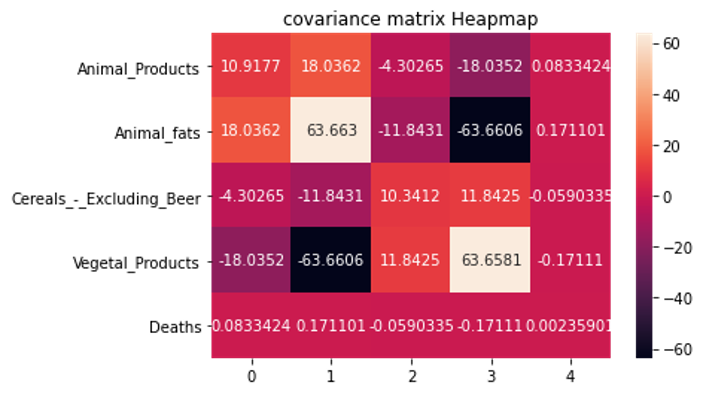 covariance matrix Heapmap
Animal_Products 10.9177 18.0362 -4.30265 -18.0352 0.0833424
Animal_fats 18.0362 63.663 -11.8431 -63.6606 0.171101
Cereals_-_Excluding_Beer -4.30265 -11.8431 10.3412 11.8425 -0.0590335
Vegetal_Products -18.0352 -63.6606 11.8425 63.6581 -0.17111
Deaths 0.0833424 0.171101 -0.0590335 -0.17111 0.00235901
0 1 2 3 4
60
40
20
0
-20
-40
-60